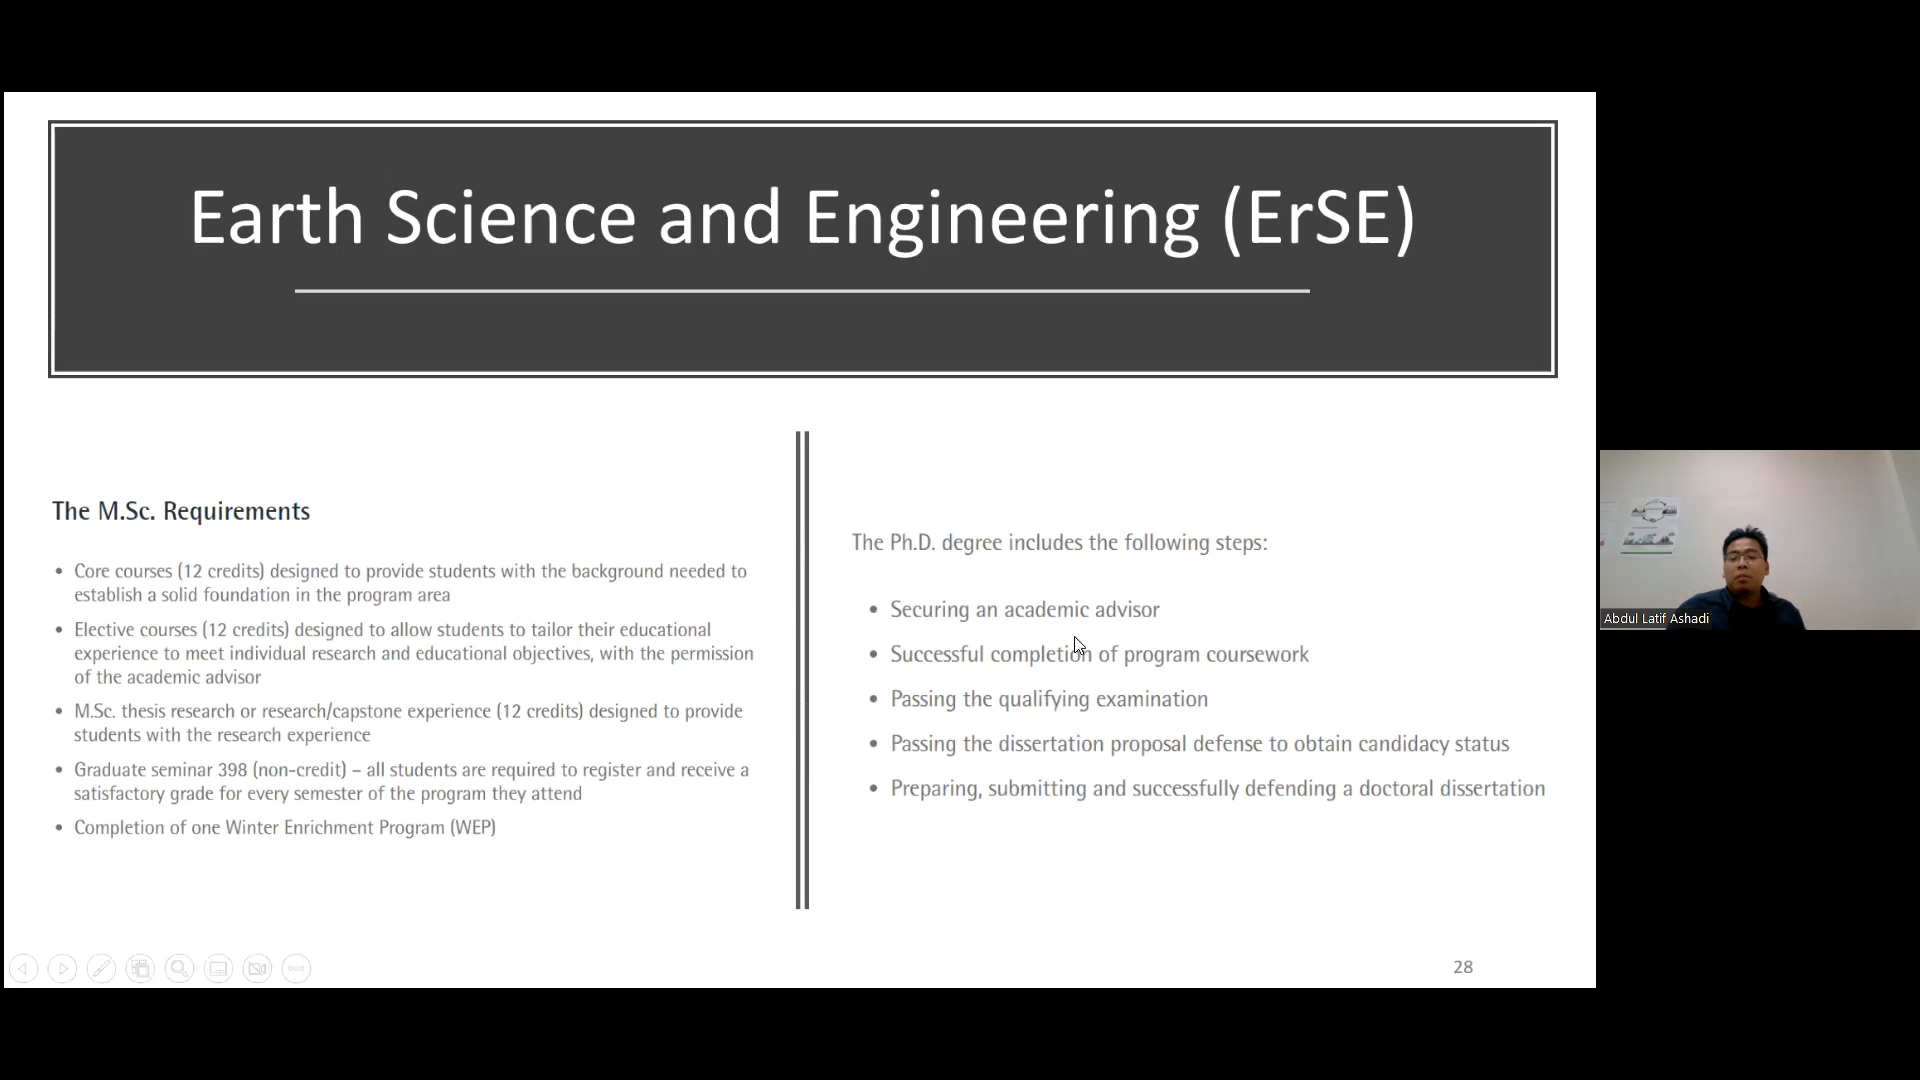 Earth Science and Engineering (ErSE)
The M.Sc. Requirements
• Core courses (12 credits) designed to provide students with the background needed to
establish a solid foundation in the program area
• Elective courses (12 credits) designed to allow students to tailor their educational
experience to meet individual research and educational objectives, with the permission
of the academic advisor
• M.Sc. thesis research or research/capstone experience (12 credits) designed to provide
students with the research experience
• Graduate seminar 398 (non-credit) – all students are required to register and receive a
satisfactory grade for every semester of the program they attend
• Completion of one Winter Enrichment Program (WEP)
The Ph.D. degree includes the following steps:
• Securing an academic advisor
• Successful completion of program coursework
• Passing the qualifying examination
• Passing the dissertation proposal defense to obtain candidacy status
• Preparing, submitting and successfully defending a doctoral dissertation
28
Abdul Latif Ashadi